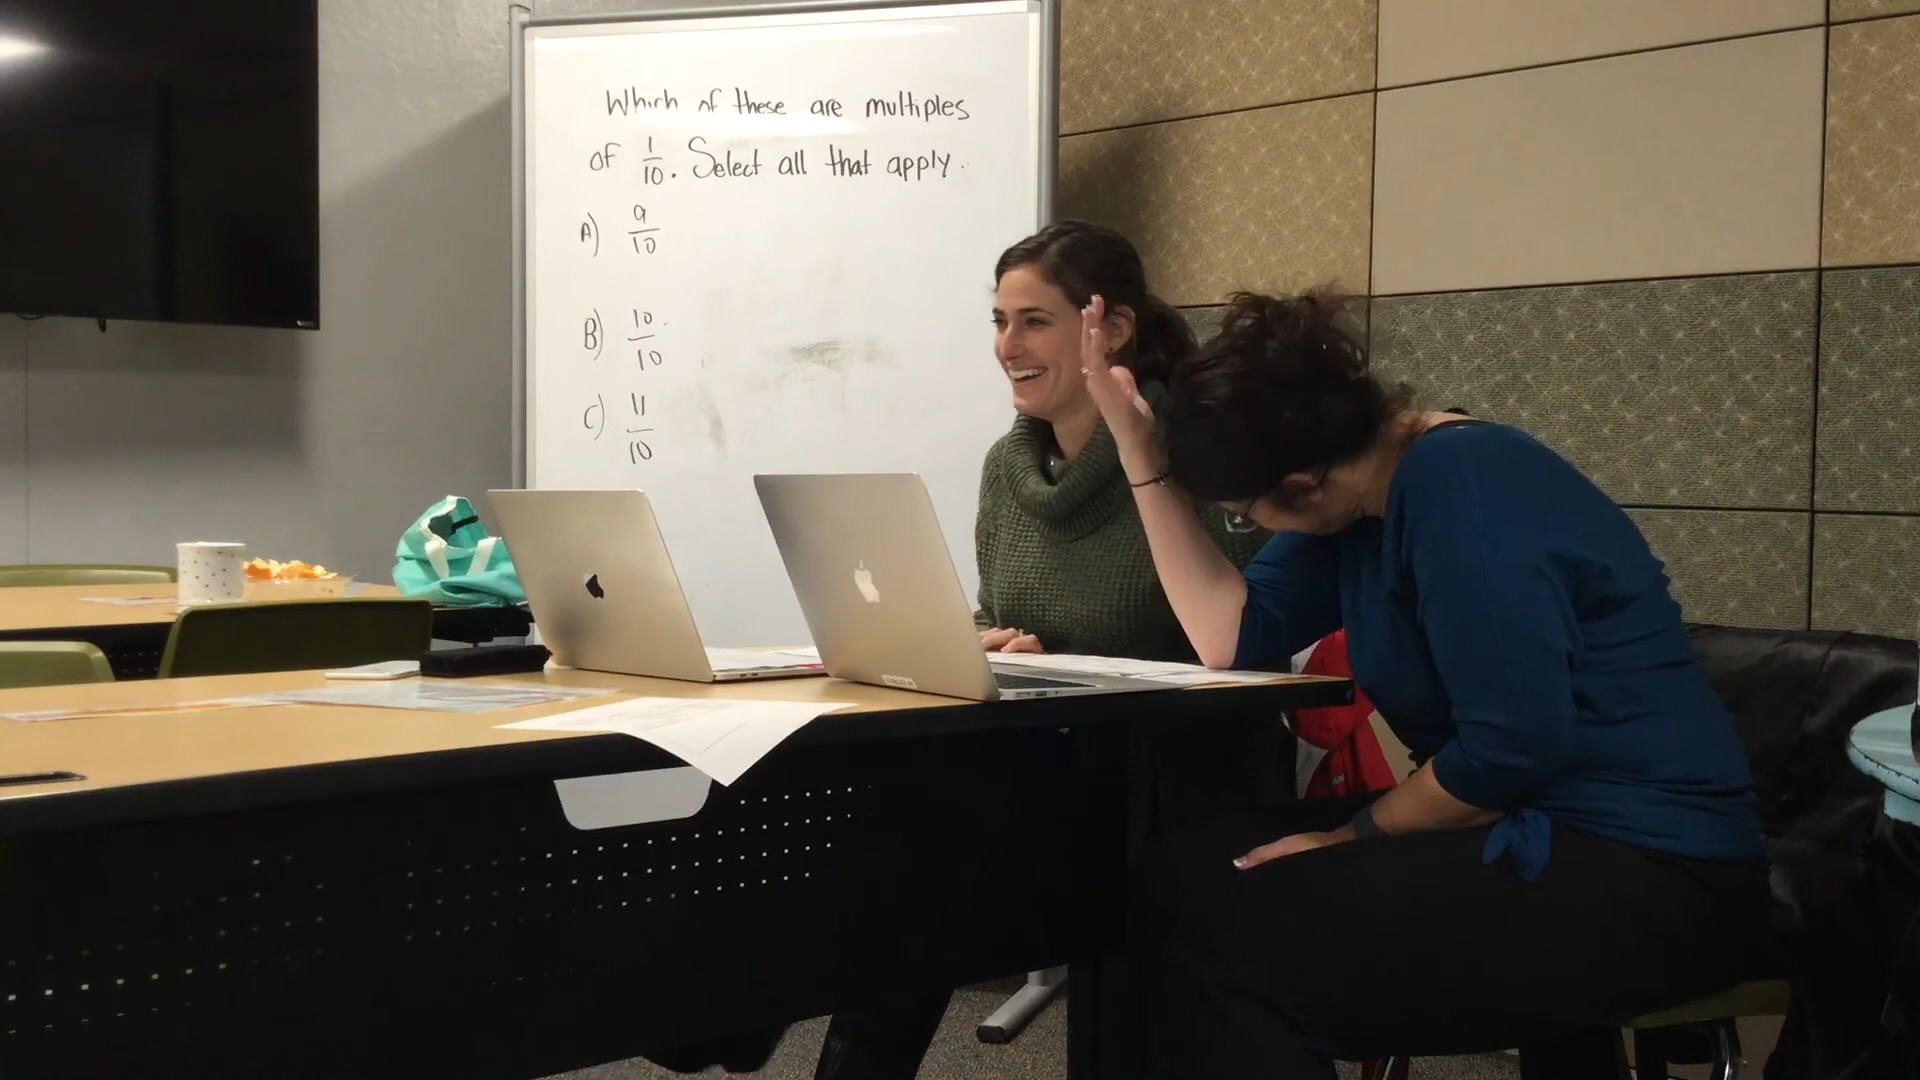 Which of these are multiples
of 1/10. Select all that apply.
A) 9/10
B) 10/10
C) 11/10